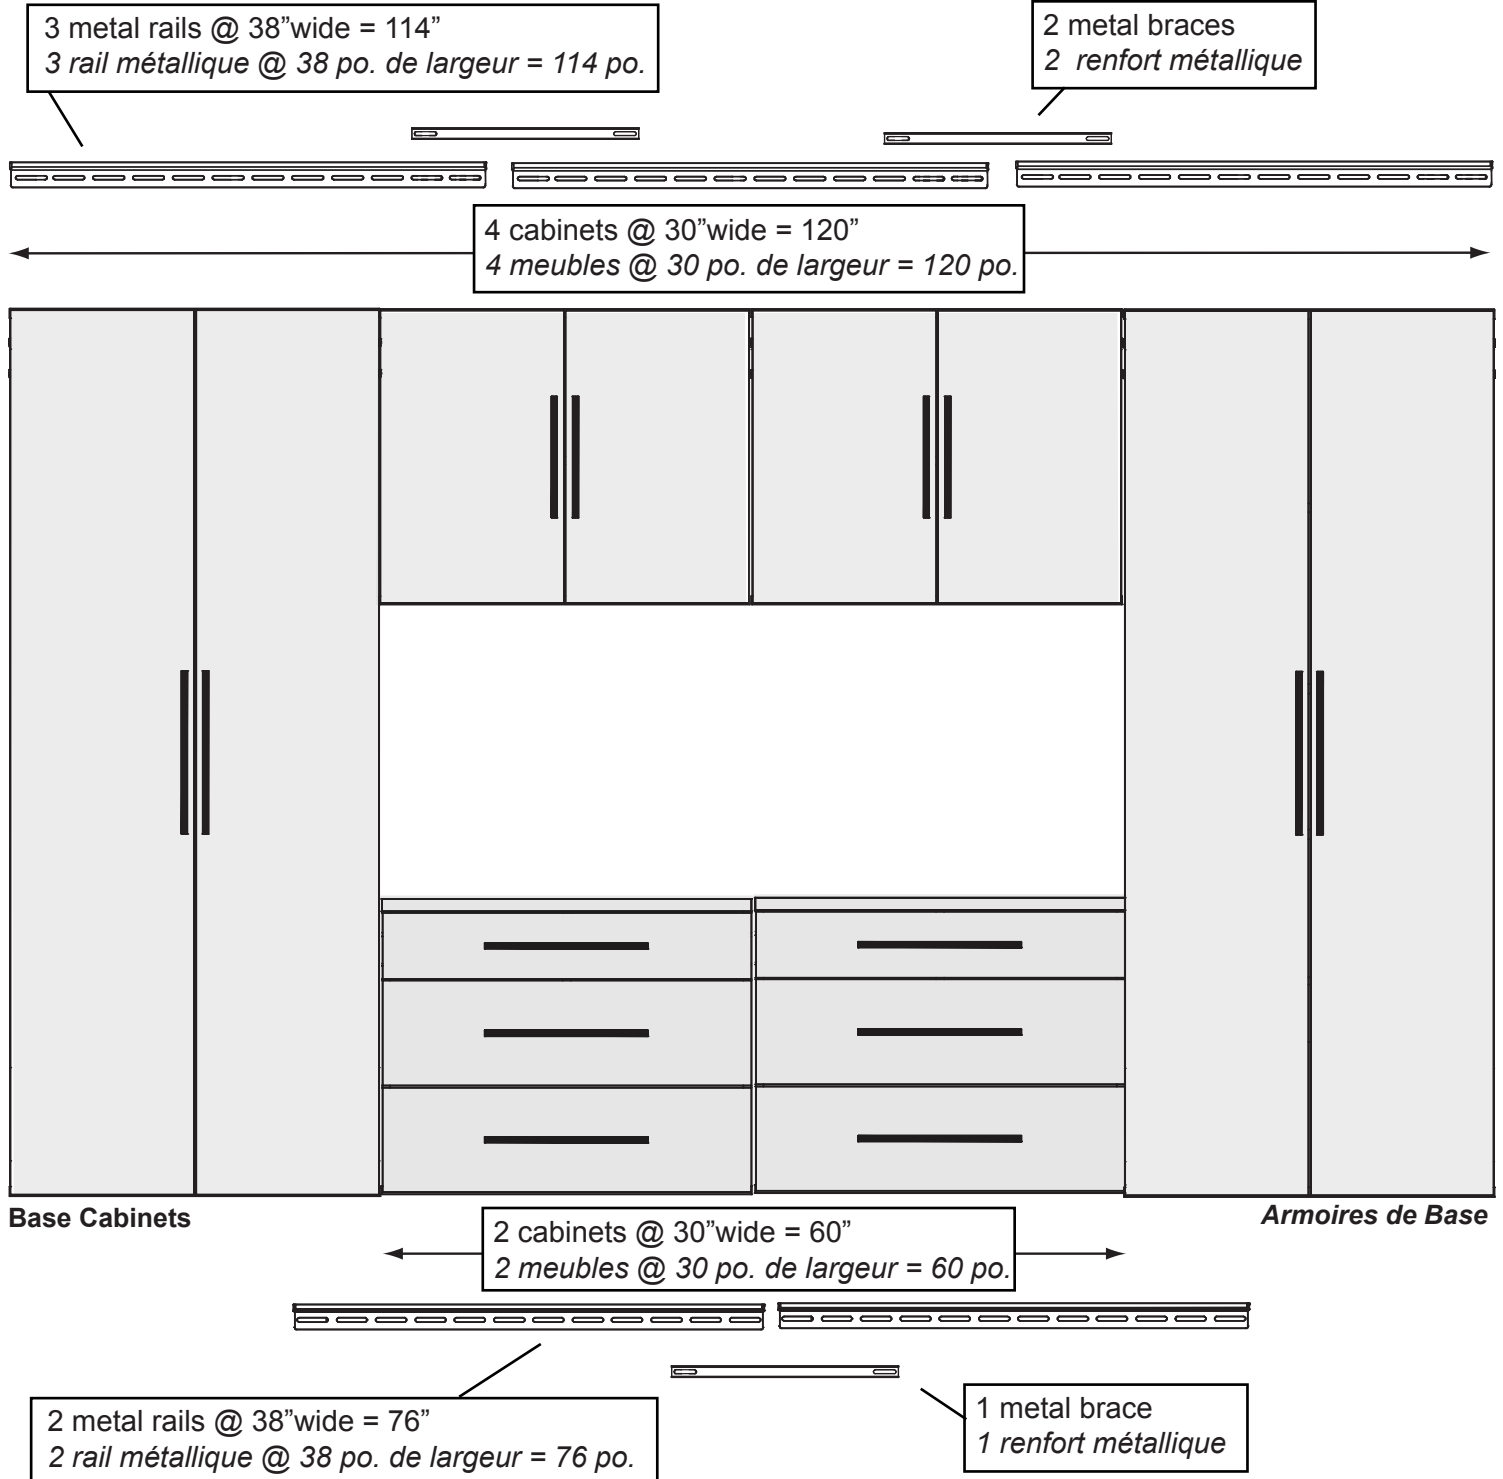 3 metal rails @ 38”wide = 114”
3 rail métallique @ 38 po. de largeur = 114 po.
2 metal braces
2 renfort métallique
4 cabinets @ 30”wide = 120”
4 meubles @ 30 po. de largeur = 120 po.
Base Cabinets
Armoires de Base
2 cabinets @ 30”wide = 60”
2 meubles @ 30 po. de largeur = 60 po.
2 metal rails @ 38”wide = 76”
2 rail métallique @ 38 po. de largeur = 76 po.
1 metal brace
1 renfort métallique